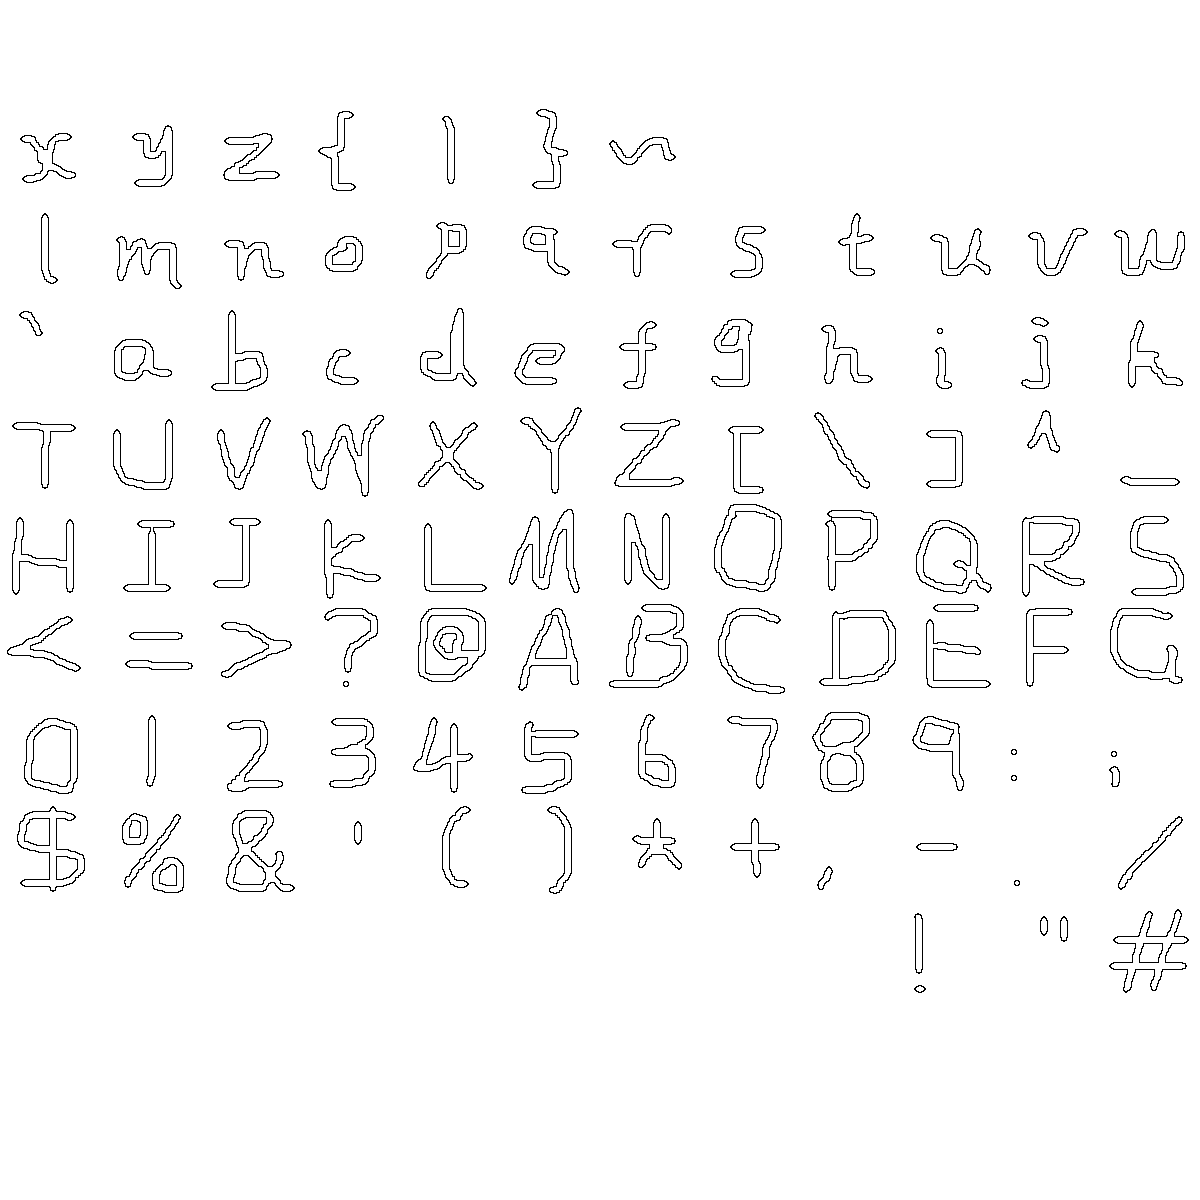 x y z { | } ~
l m n o p q r s t u v w
` a b c d e f g h i j k
T U V W X Y Z [ \ ] ^ _
H I J K L M N O P Q R S
< = > ? @ A B C D E F G
0 1 2 3 4 5 6 7 8 9 : ;
$ % & ' ( ) * + , - . /
! " #